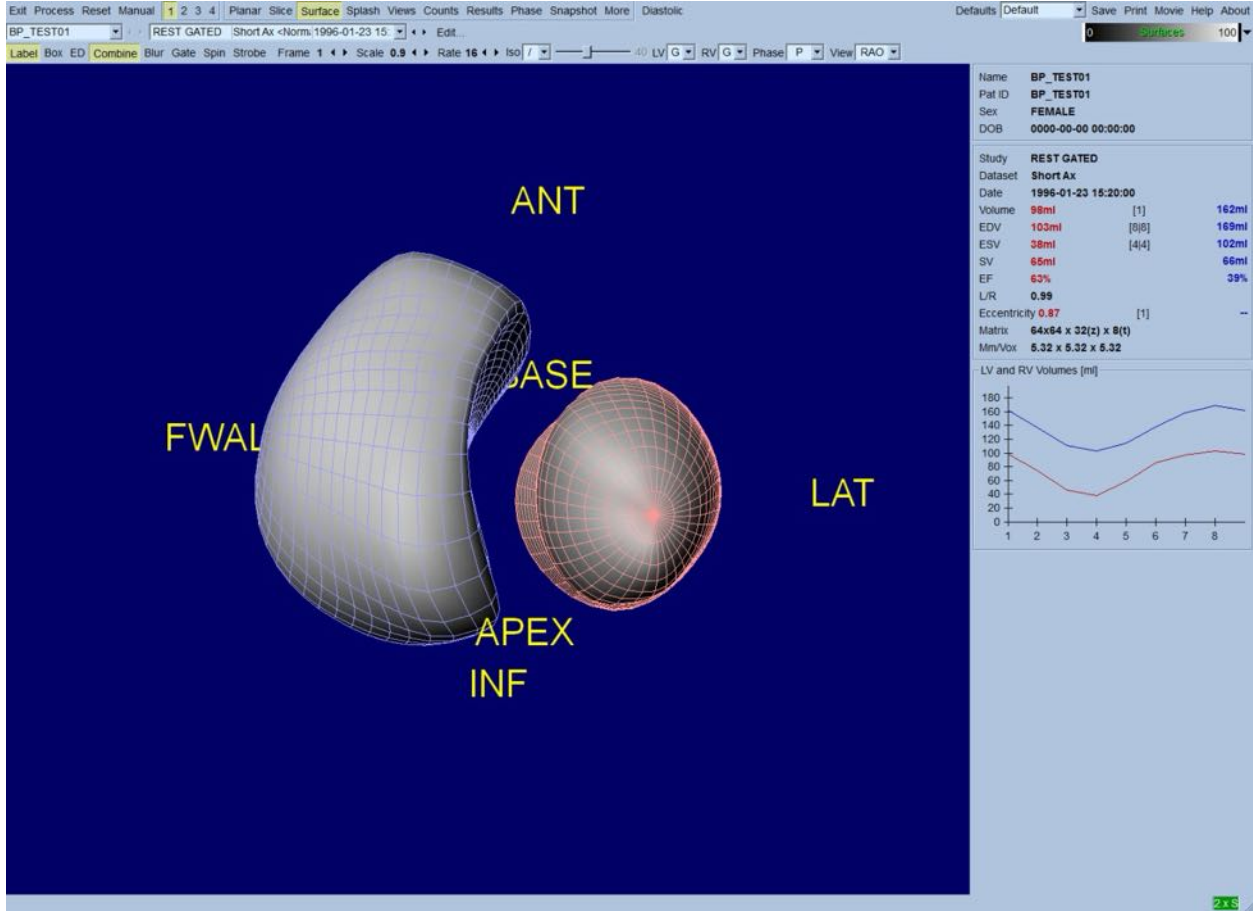 Exit Process Reset Manual 1 2 3 4 Planar Slice Surface Splash Views Counts Results Phase Snapshot More Diastolic Defaults Default Save Print Movie Help About
BP_TEST01 REST GATED Short Ax <Norm: 1996-01-23 15: Edit... 0 Surfaces 100
Label Box ED Combine Blur Gate Spin Strobe Frame 1 Scale 0.9 Rate 16 Iso / 40 LV G RV G Phase P View RAO
ANT
BASE
FWAL
LAT
APEX
INF
Name BP_TEST01
Pat ID BP_TEST01
Sex FEMALE
DOB 0000-00-00 00:00:00
Study REST GATED
Dataset Short Ax
Date 1996-01-23 15:20:00
Volume 98ml [1] 162ml
EDV 103ml [8|8] 169ml
ESV 38ml [4|4] 102ml
SV 65ml 66ml
EF 63% 39%
L/R 0.99
Eccentricity 0.87 [1] --
Matrix 64x64 x 32(z) x 8(t)
Mm/Vox 5.32 x 5.32 x 5.32
LV and RV Volumes [ml]
180
160
140
120
100
80
60
40
20
0
1 2 3 4 5 6 7 8
2 x S